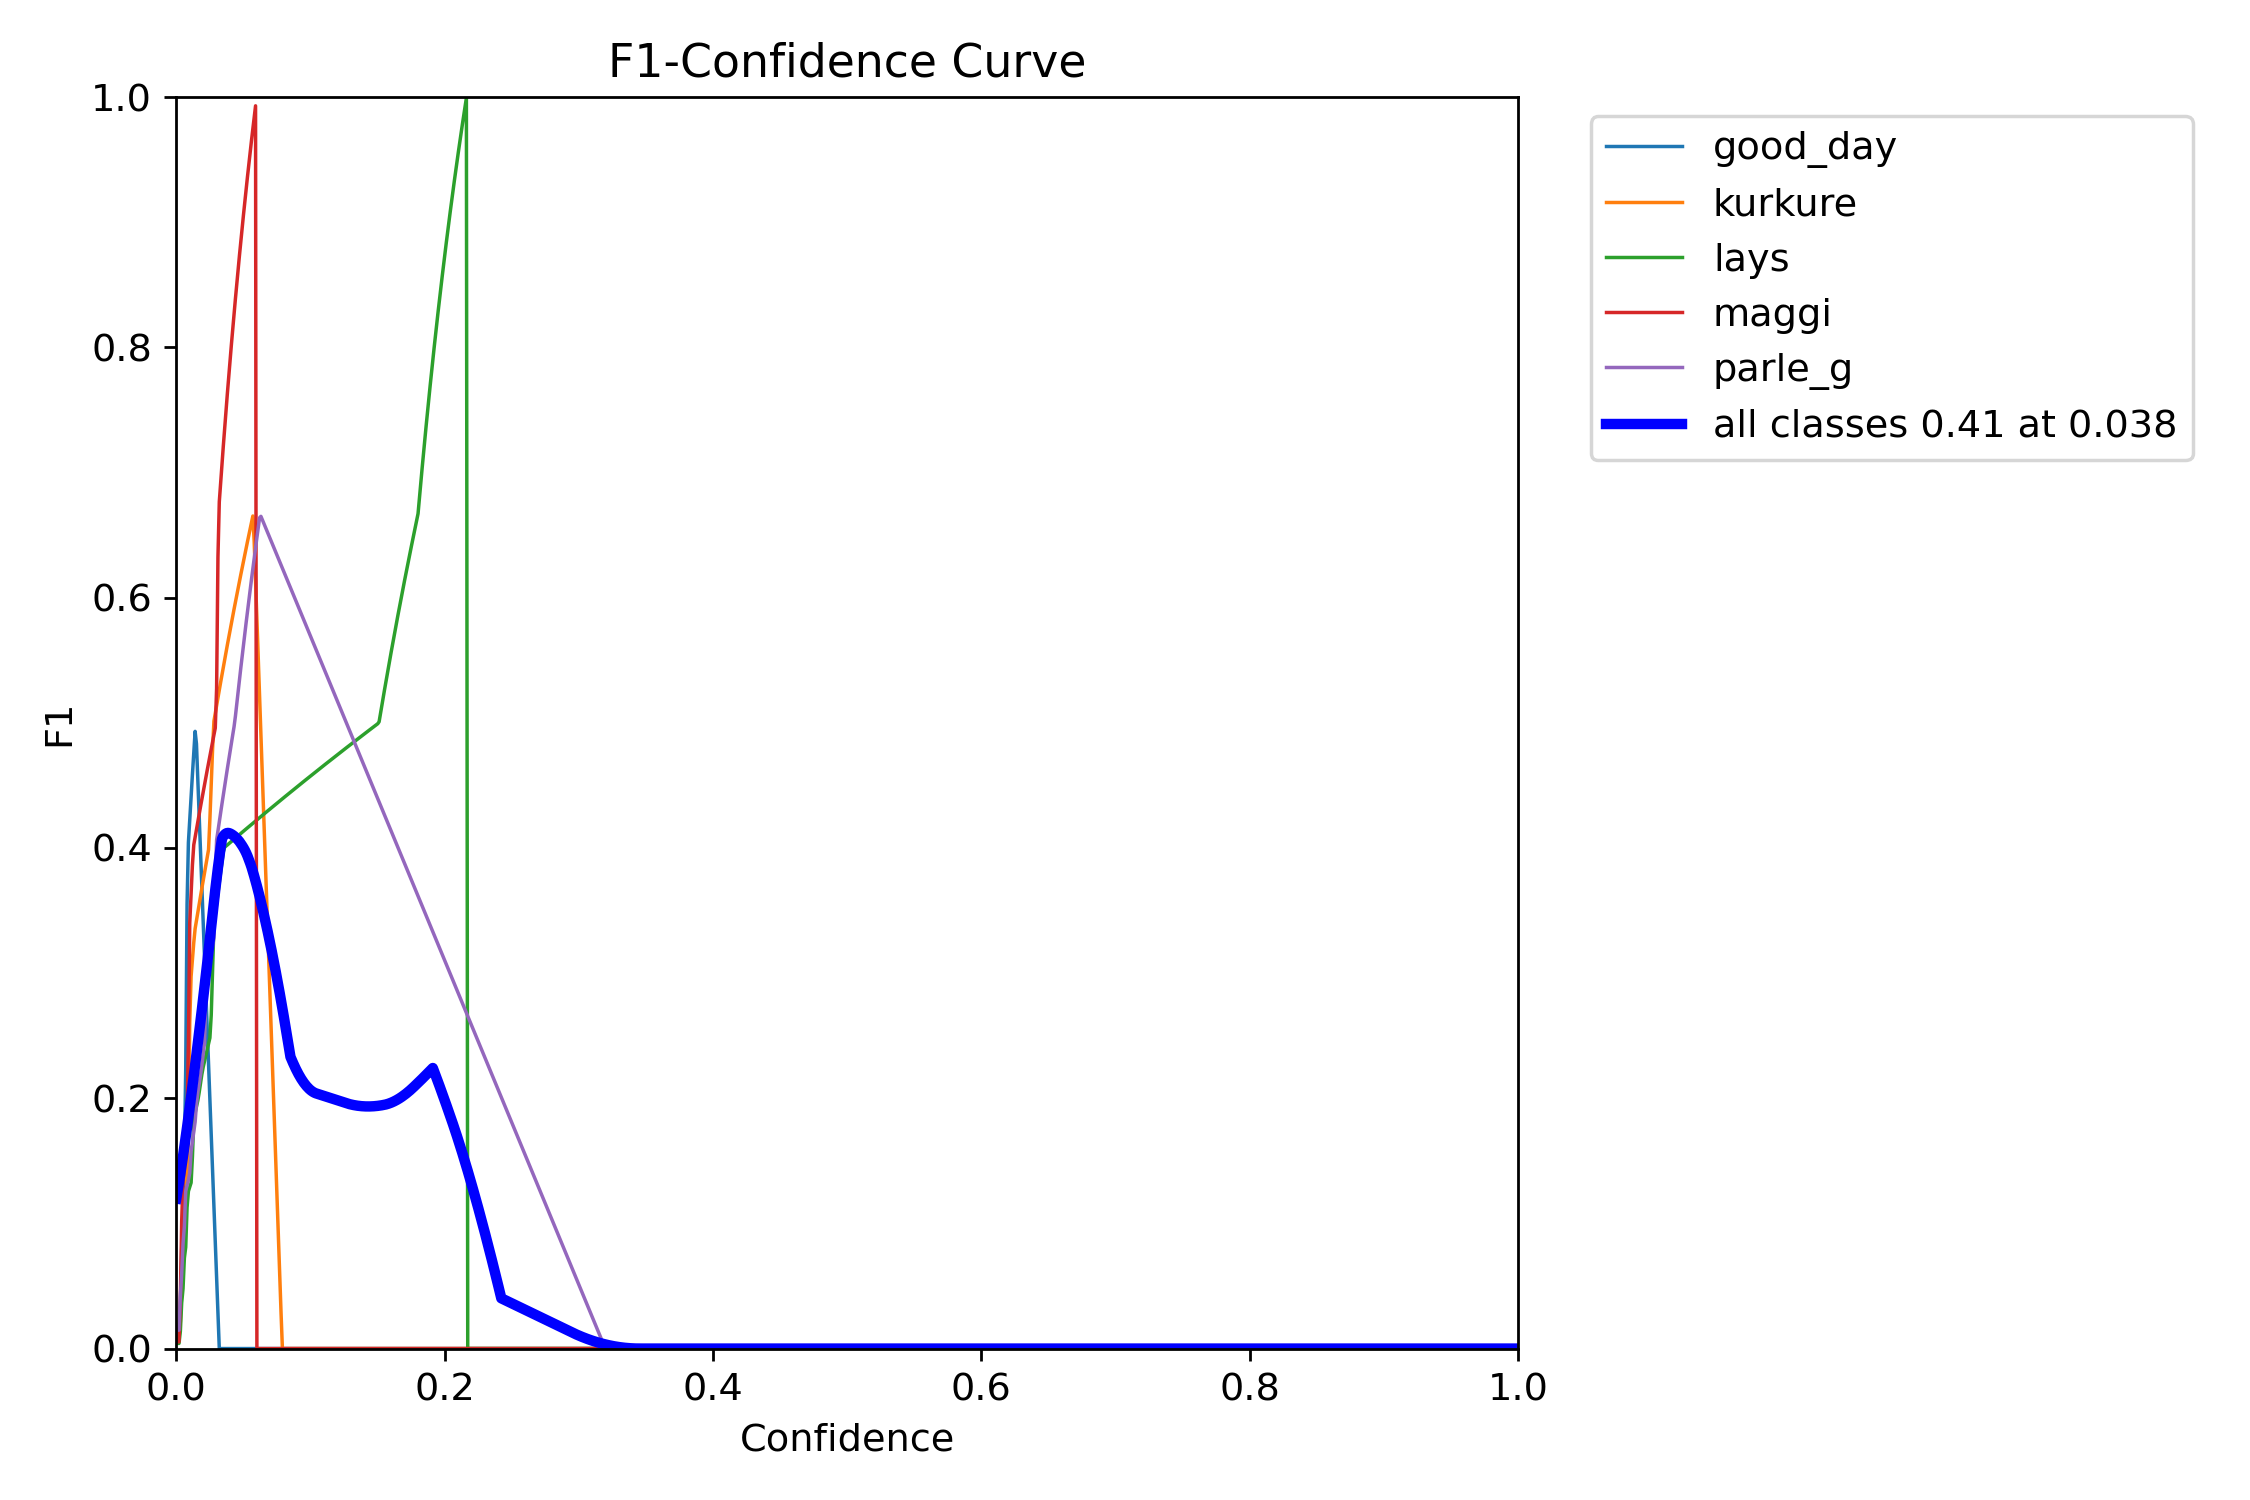 F1-Confidence Curve
1.0
0.8
0.6
0.4
0.2
0.0
F1
0.0 0.2 0.4 0.6 0.8 1.0
Confidence
good_day
kurkure
lays
maggi
parle_g
all classes 0.41 at 0.038